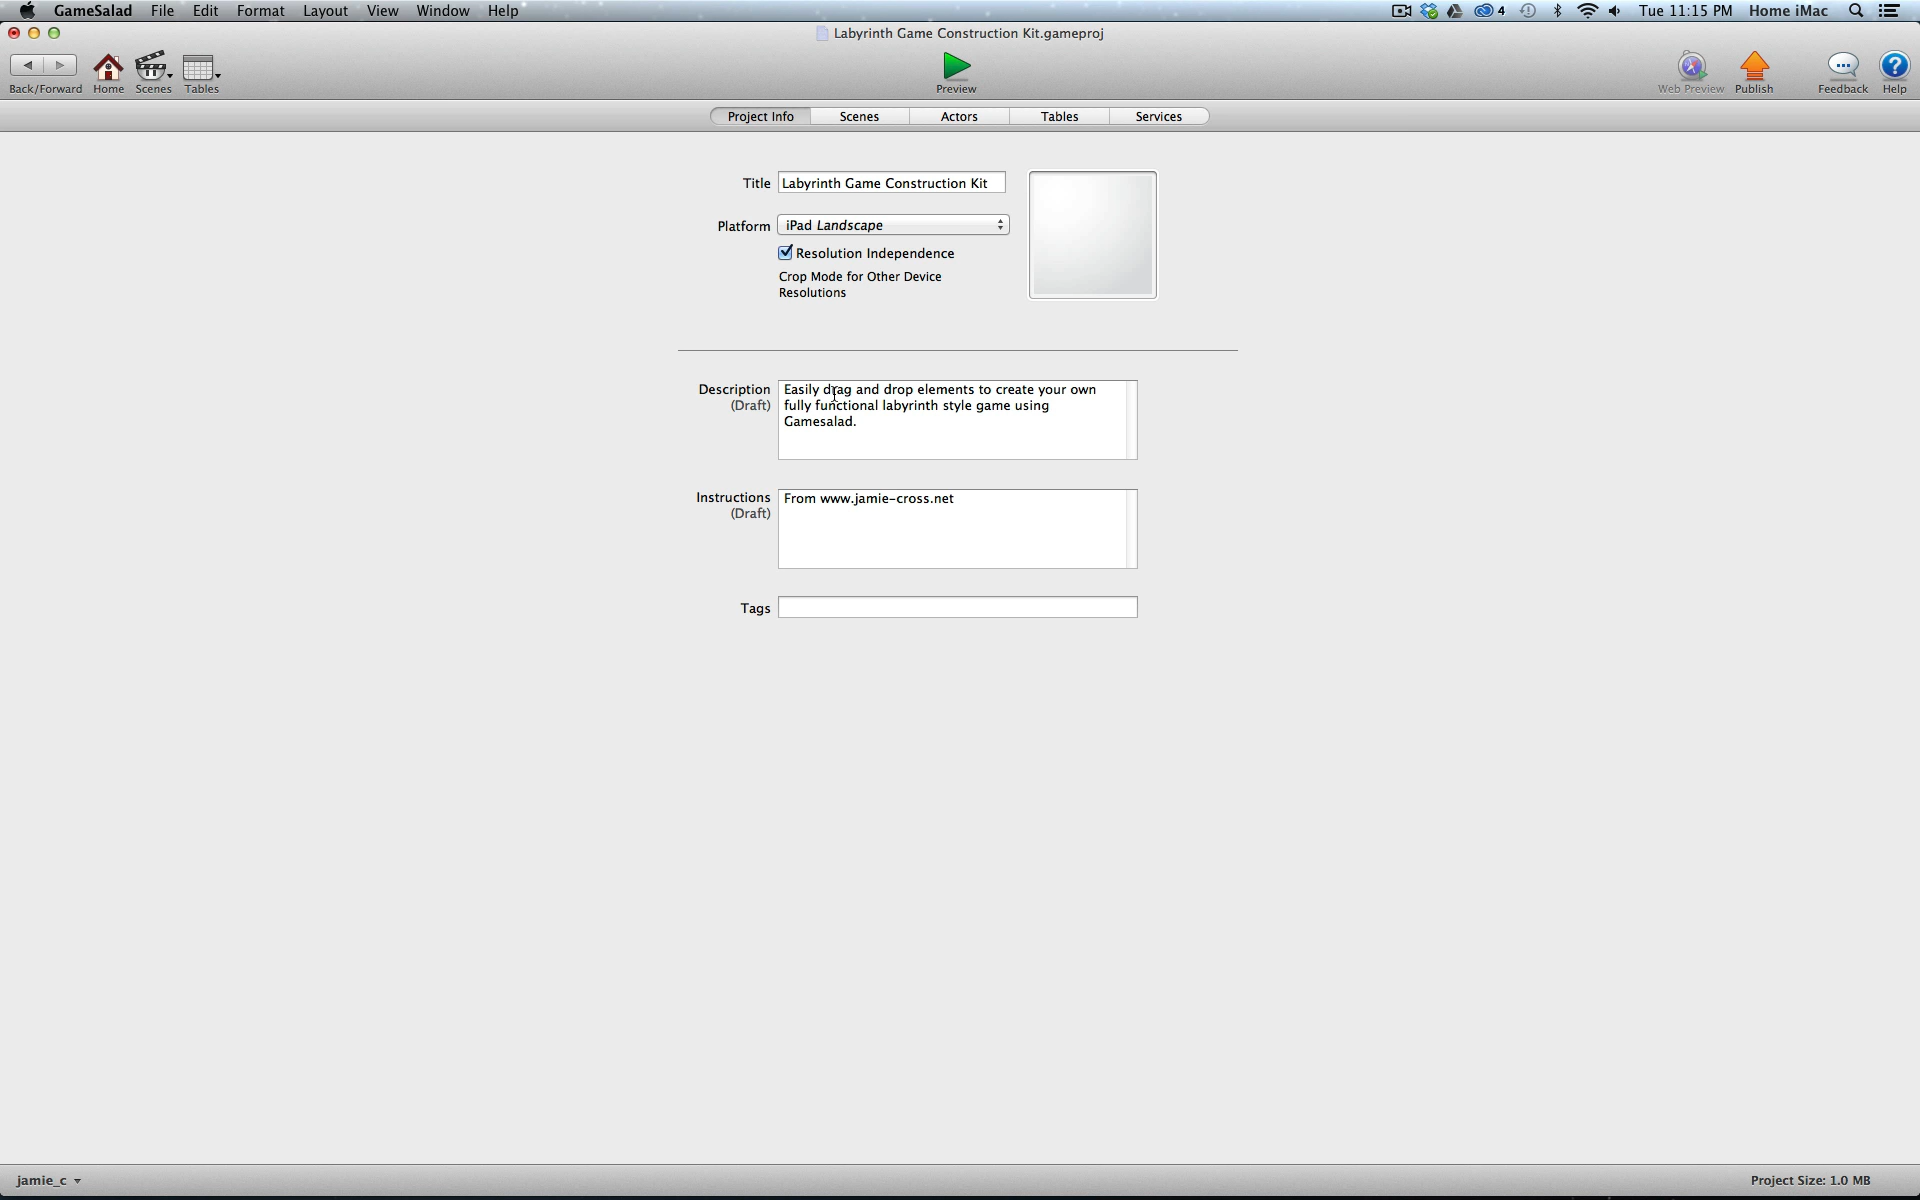 GameSalad File Edit Format Layout View Window Help 4 Tue 11:15 PM Home iMac
Labyrinth Game Construction Kit.gameproj
Back/Forward Home Scenes Tables Preview Web Preview Publish Feedback Help
Project Info Scenes Actors Tables Services
Title Labyrinth Game Construction Kit
Platform iPad Landscape
Resolution Independence
Crop Mode for Other Device
Resolutions
Description Easily drag and drop elements to create your own
(Draft) fully functional labyrinth style game using
Gamesalad.
Instructions From www.jamie-cross.net
(Draft)
Tags
jamie_c Project Size: 1.0 MB